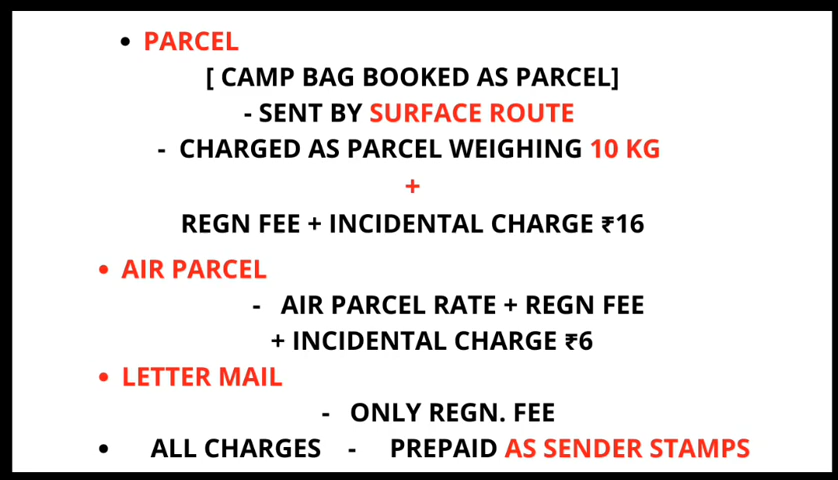 • PARCEL
[ CAMP BAG BOOKED AS PARCEL]
- SENT BY SURFACE ROUTE
- CHARGED AS PARCEL WEIGHING 10 KG
+
REGN FEE + INCIDENTAL CHARGE ₹16
• AIR PARCEL
- AIR PARCEL RATE + REGN FEE
+ INCIDENTAL CHARGE ₹6
• LETTER MAIL
- ONLY REGN. FEE
• ALL CHARGES - PREPAID AS SENDER STAMPS